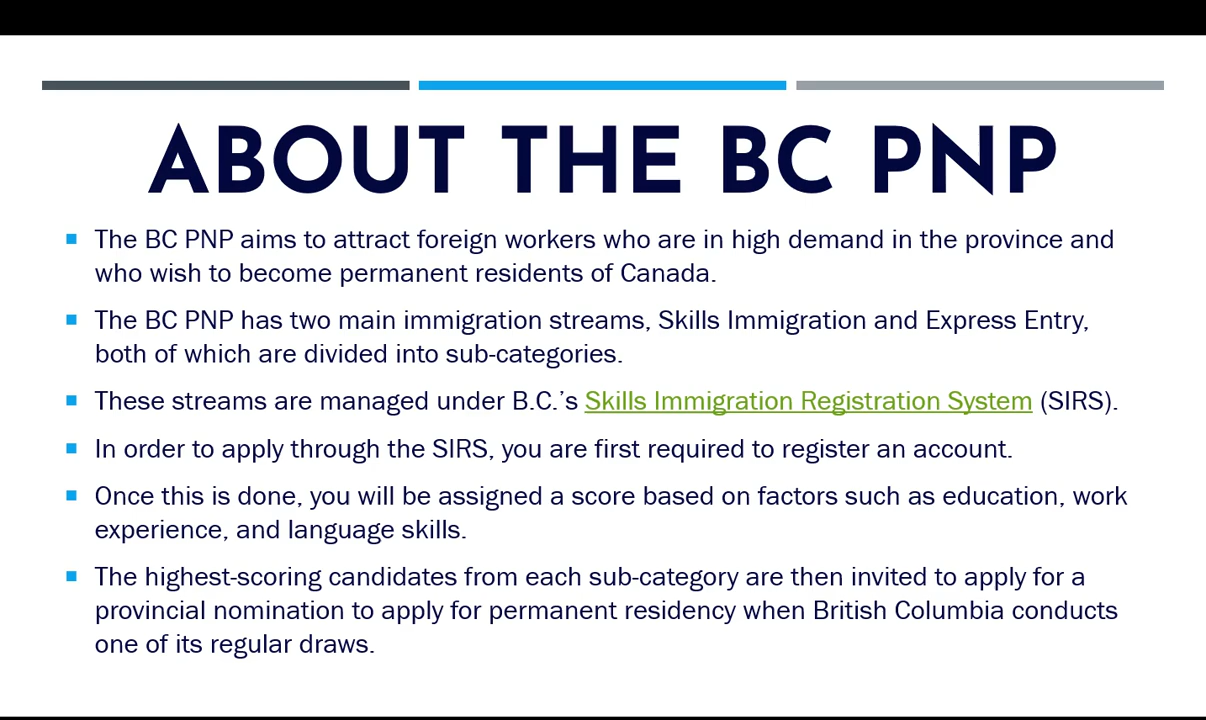 ABOUT THE BC PNP
The BC PNP aims to attract foreign workers who are in high demand in the province and
who wish to become permanent residents of Canada.
The BC PNP has two main immigration streams, Skills Immigration and Express Entry,
both of which are divided into sub-categories.
These streams are managed under B.C.’s Skills Immigration Registration System (SIRS).
In order to apply through the SIRS, you are first required to register an account.
Once this is done, you will be assigned a score based on factors such as education, work
experience, and language skills.
The highest-scoring candidates from each sub-category are then invited to apply for a
provincial nomination to apply for permanent residency when British Columbia conducts
one of its regular draws.